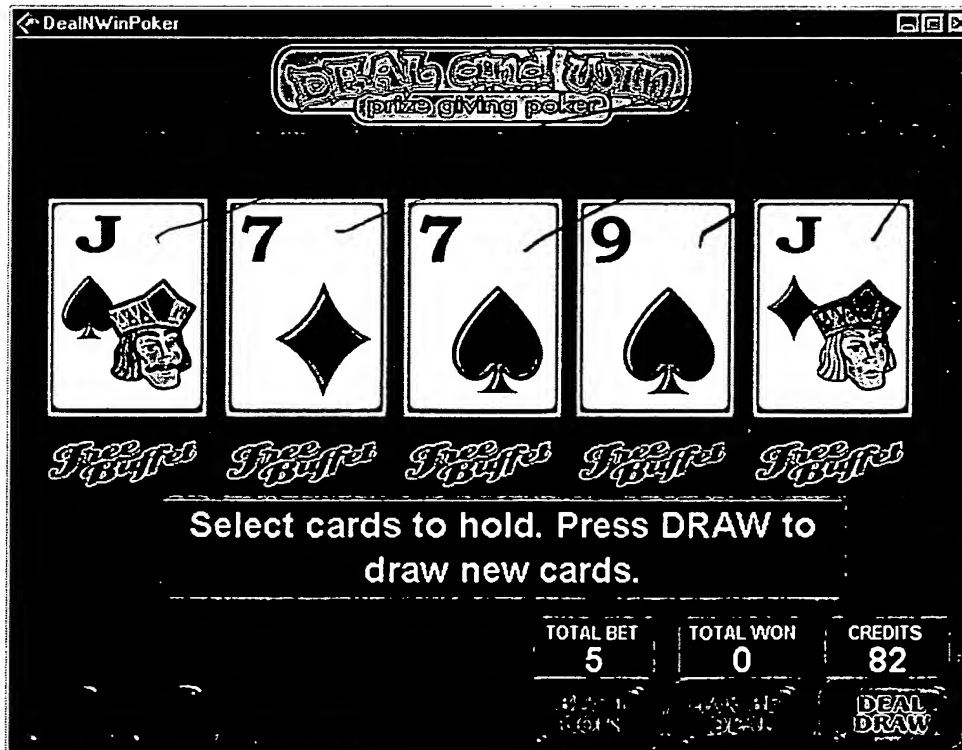 DealNWinPoker
DEAL and WIN
prize giving poker
J 7 7 9 J
Free Buffet Free Buffet Free Buffet Free Buffet Free Buffet
Select cards to hold. Press DRAW to
draw new cards.
TOTAL BET TOTAL WON CREDITS
5 0 82
DEAL
DRAW